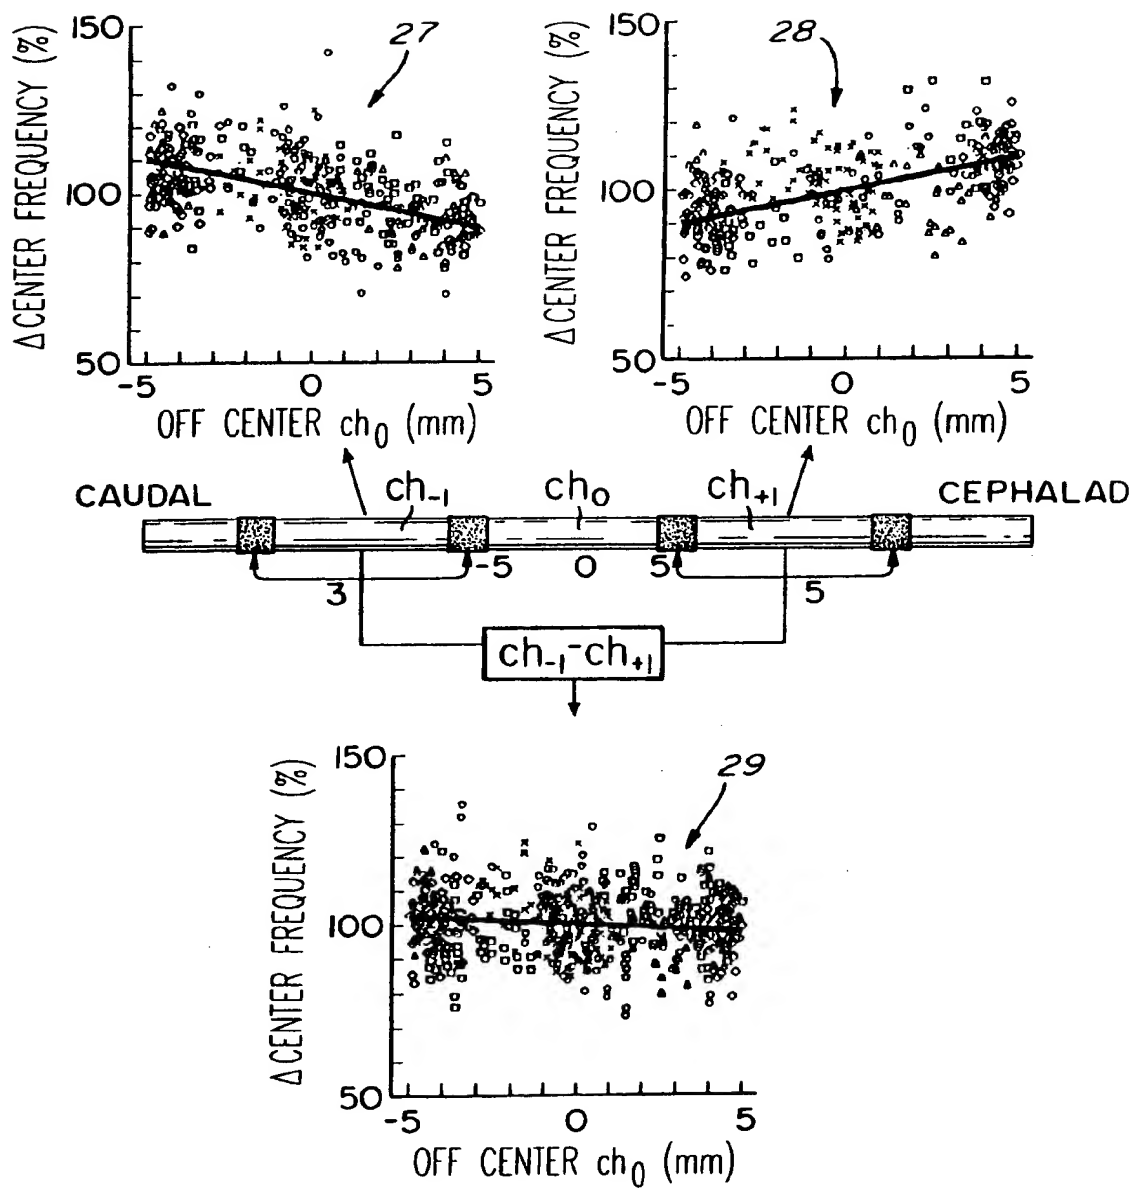 150
ΔCENTER FREQUENCY (%)
27
100
50
-5 0 5
OFF CENTER ch0 (mm)
150
ΔCENTER FREQUENCY (%)
28
100
50
-5 0 5
OFF CENTER ch0 (mm)
CAUDAL ch-1 ch0 ch+1 CEPHALAD
-5 0 5
3 5
ch-1-ch+1
150
ΔCENTER FREQUENCY (%)
29
100
50
-5 0 5
OFF CENTER ch0 (mm)